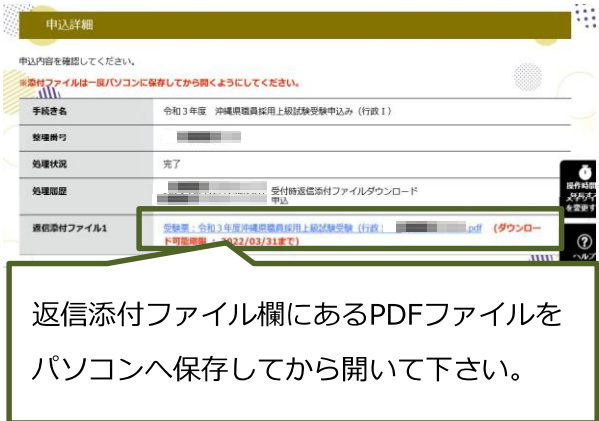 申込詳細
申込内容を確認してください。
※添付ファイルは一度パソコンに保存してから開くようにしてください。
手続き名 令和3年度 沖縄県職員採用上級試験受験申込み（行政Ⅰ）
整理番号
処理状況 完了
処理履歴 受付時返信添付ファイルダウンロード
申込
返信添付ファイル1 受験票：令和3年度沖縄県職員採用上級試験受験（行政： .pdf (ダウンロー
ド可能期限 : 2022/03/31まで)
操作時間
を変更す
ヘルプ
返信添付ファイル欄にあるPDFファイルを
パソコンへ保存してから開いて下さい。